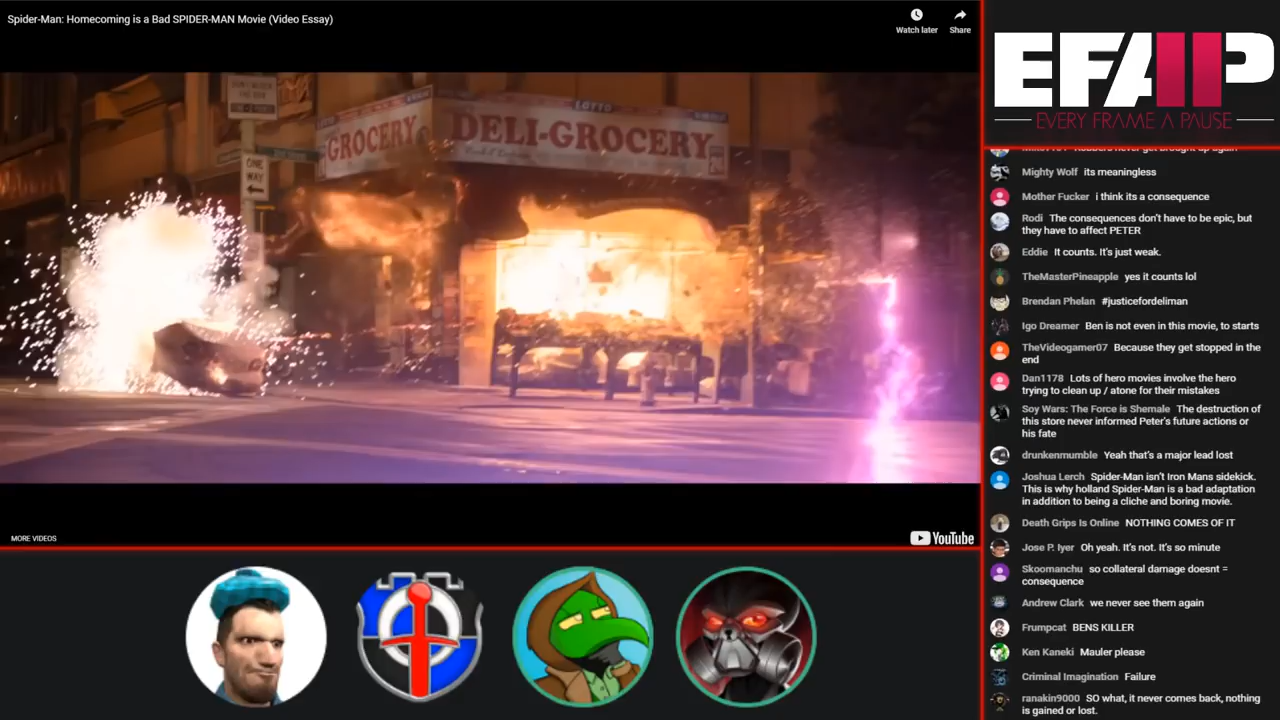 Spider-Man: Homecoming is a Bad SPIDER-MAN Movie (Video Essay)
Watch later
Share
LOTTO
GROCERY
DELI-GROCERY
ONE
WAY
MORE VIDEOS
YouTube
EFAP
EVERY FRAME A PAUSE
Mighty Wolf its meaningless
Mother Fucker i think its a consequence
Rodi The consequences don't have to be epic, but
they have to affect PETER
Eddie It counts. It's just weak.
TheMasterPineapple yes it counts lol
Brendan Phelan #justicefordeliman
Igo Dreamer Ben is not even in this movie, to starts
TheVideogamer07 Because they get stopped in the
end
Dan1178 Lots of hero movies involve the hero
trying to clean up / atone for their mistakes
Soy Wars: The Force is Shemale The destruction of
this store never informed Peter's future actions or
his fate
drunkenmumble Yeah that's a major lead lost
Joshua Lerch Spider-Man isn't Iron Mans sidekick.
This is why holland Spider-Man is a bad adaptation
in addition to being a cliche and boring movie.
Death Grips Is Online NOTHING COMES OF IT
Jose P. Iyer Oh yeah. It's not. It's so minute
Skoomanchu so collateral damage doesnt =
consequence
Andrew Clark we never see them again
Frumpcat BENS KILLER
Ken Kaneki Mauler please
Criminal Imagination Failure
ranakin9000 SO what, it never comes back, nothing
is gained or lost.